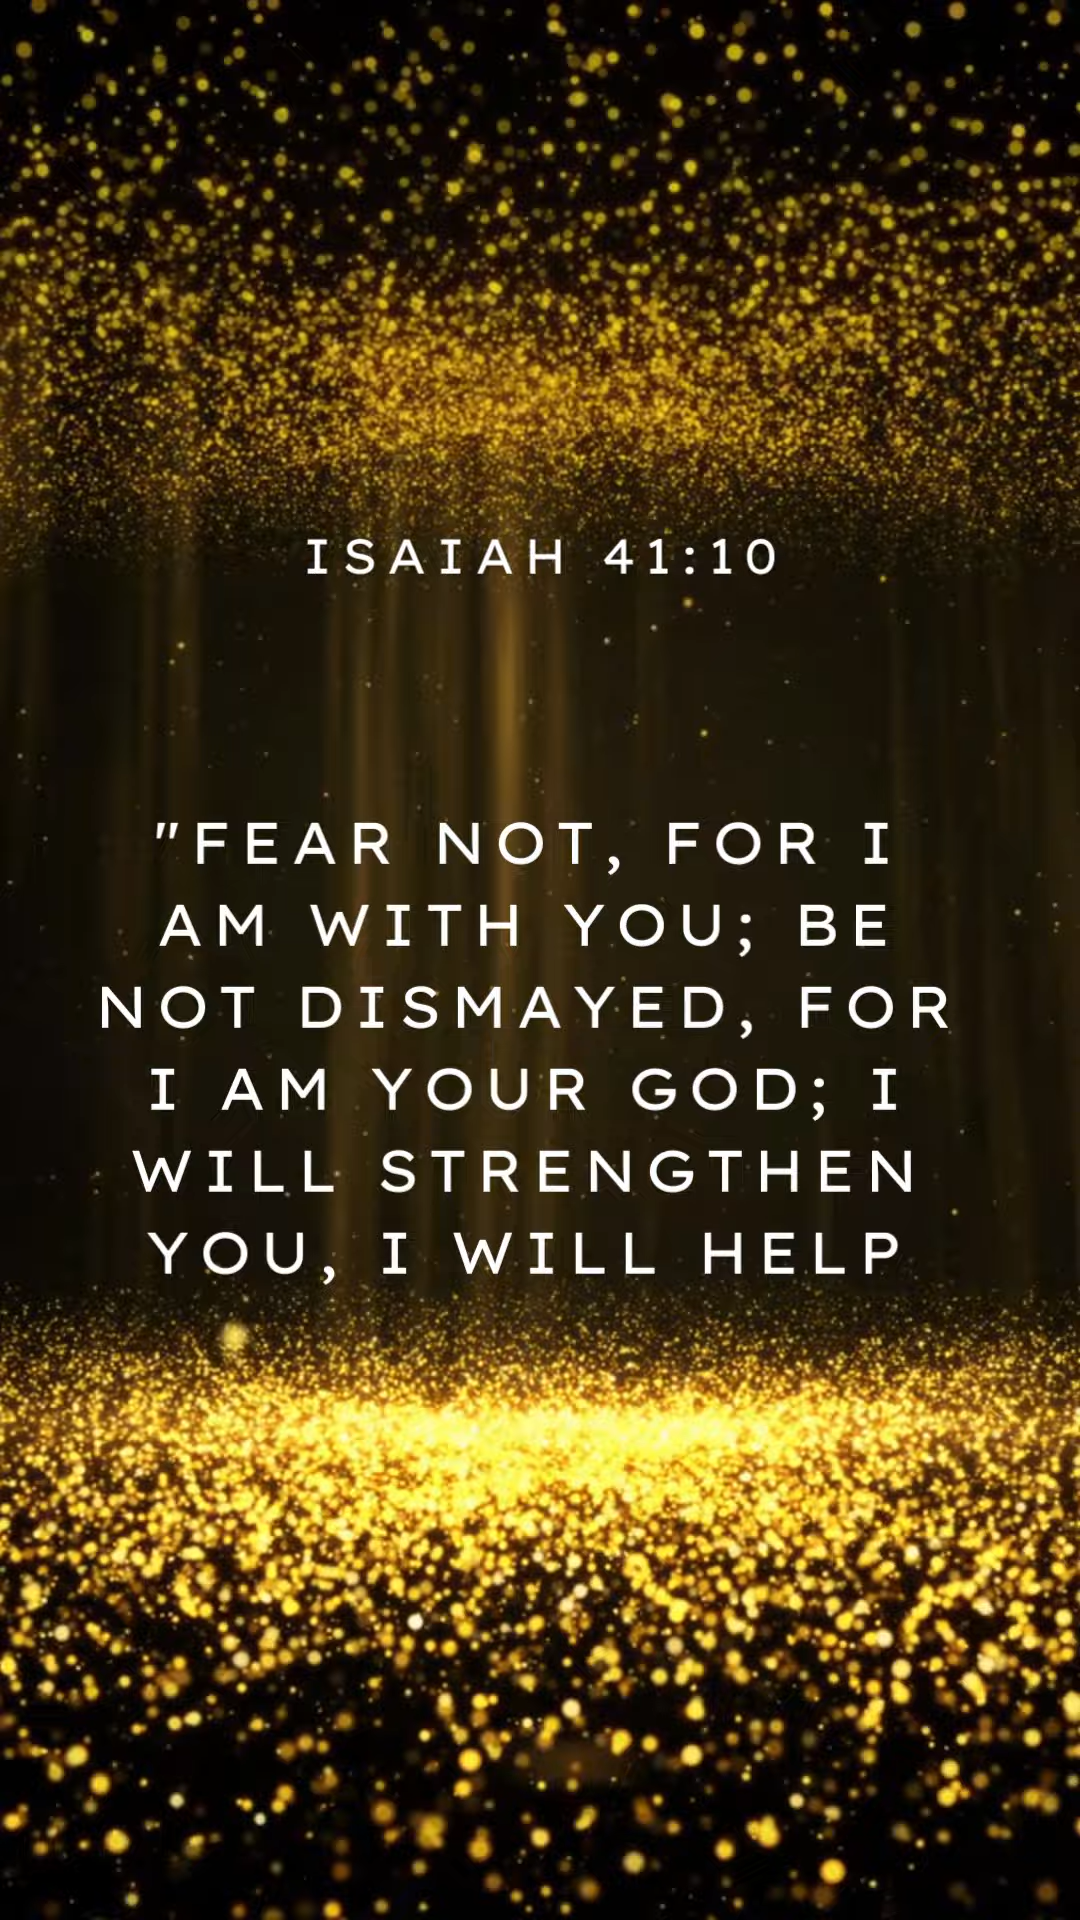 ISAIAH 41:10
"FEAR NOT, FOR I
AM WITH YOU; BE
NOT DISMAYED, FOR
I AM YOUR GOD; I
WILL STRENGTHEN
YOU, I WILL HELP